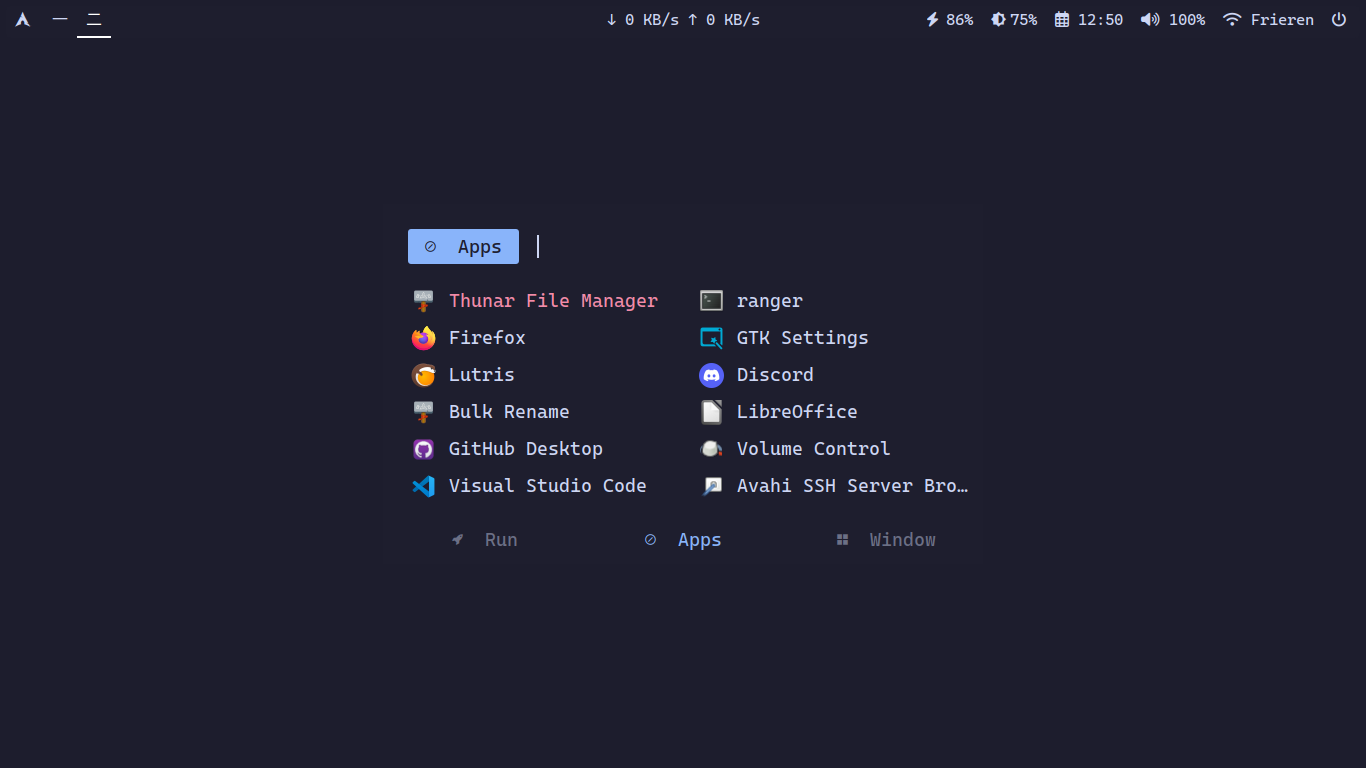 一 二 ↓ 0 KB/s ↑ 0 KB/s 86% 75% 12:50 100% Frieren
Apps
Thunar File Manager ranger
Firefox GTK Settings
Lutris Discord
Bulk Rename LibreOffice
GitHub Desktop Volume Control
Visual Studio Code Avahi SSH Server Bro…
Run Apps Window